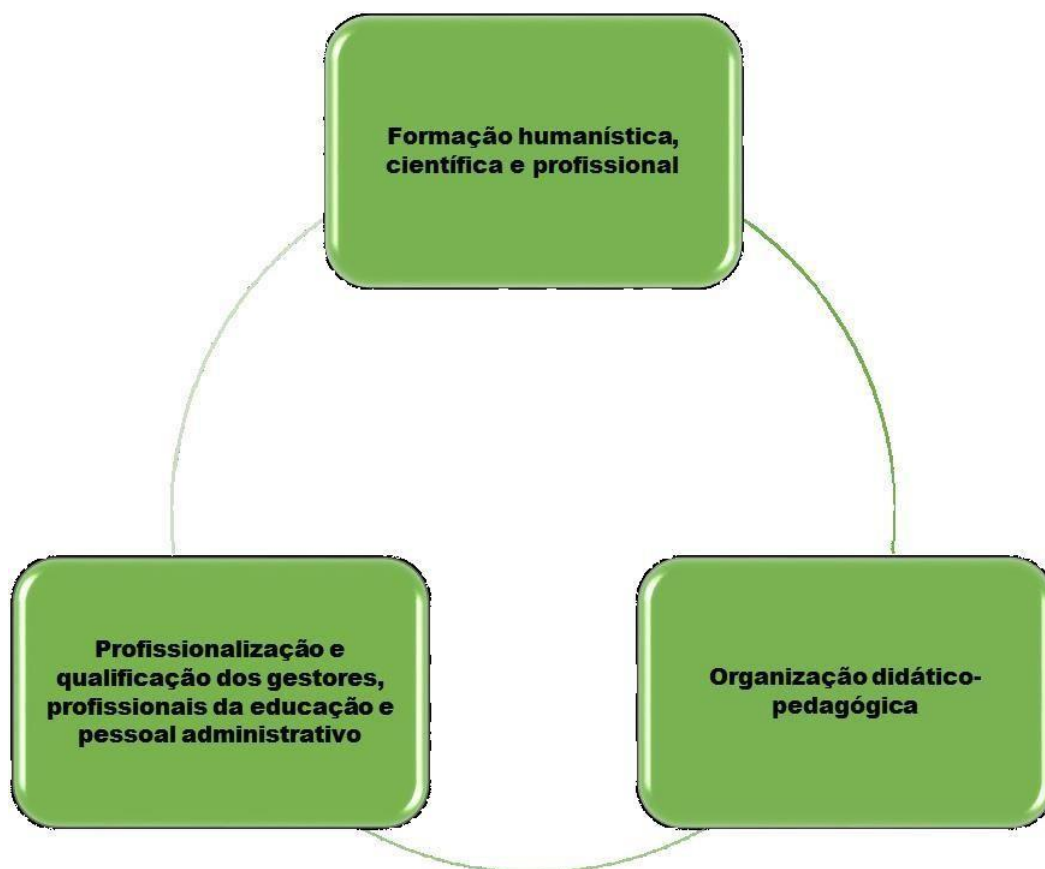 Formação humanística,
científica e profissional
Profissionalização e
qualificação dos gestores,
profissionais da educação e
pessoal administrativo
Organização didático-
pedagógica